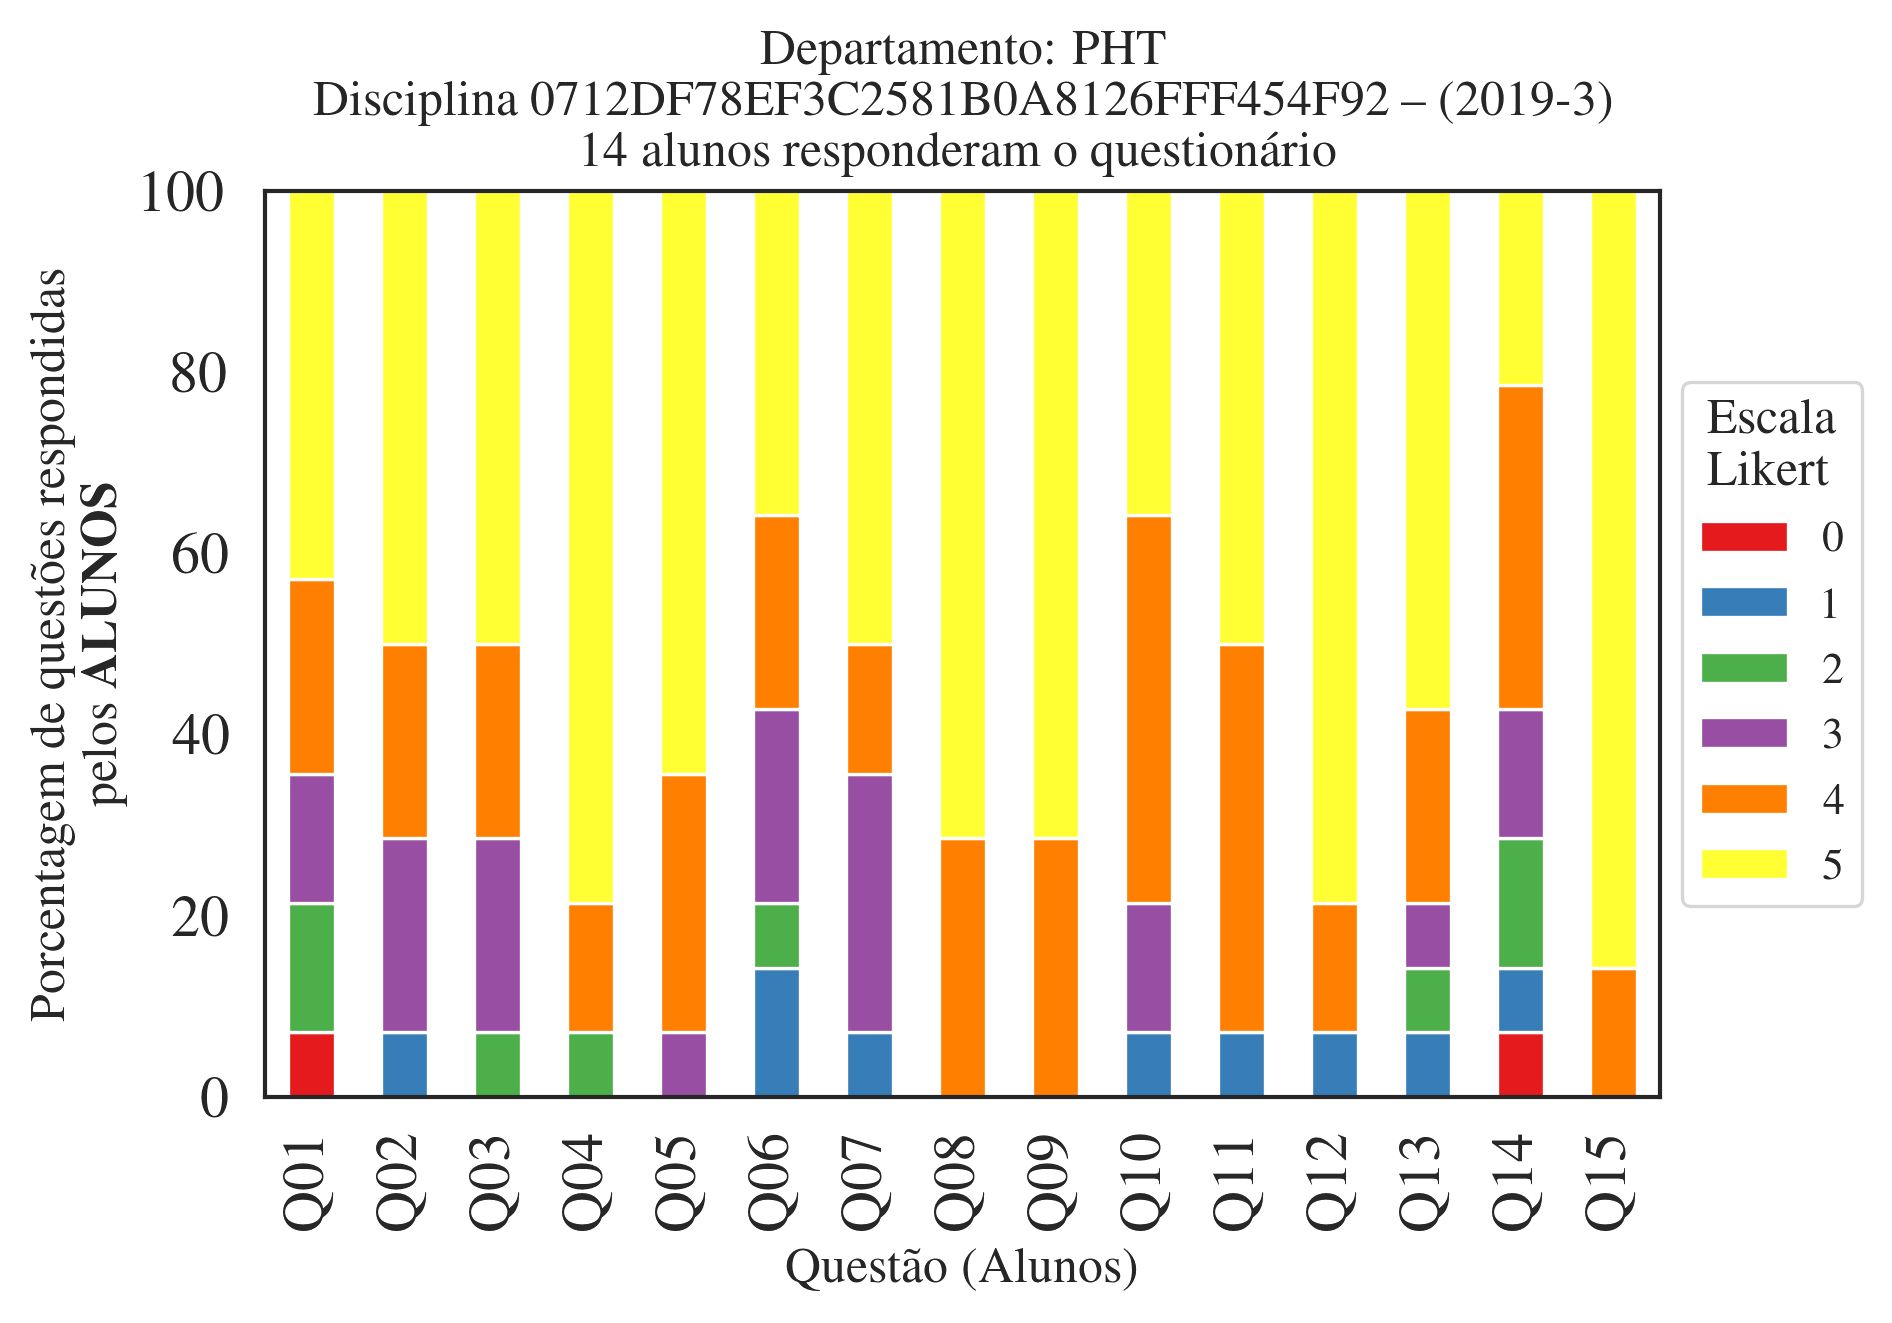 Departamento: PHT
Disciplina 0712DF78EF3C2581B0A8126FFF454F92 – (2019-3)
14 alunos responderam o questionário
Porcentagem de questões respondidas
pelos ALUNOS
100
80
60
40
20
0
Q01
Q02
Q03
Q04
Q05
Q06
Q07
Q08
Q09
Q10
Q11
Q12
Q13
Q14
Q15
Questão (Alunos)
Escala
Likert
0
1
2
3
4
5